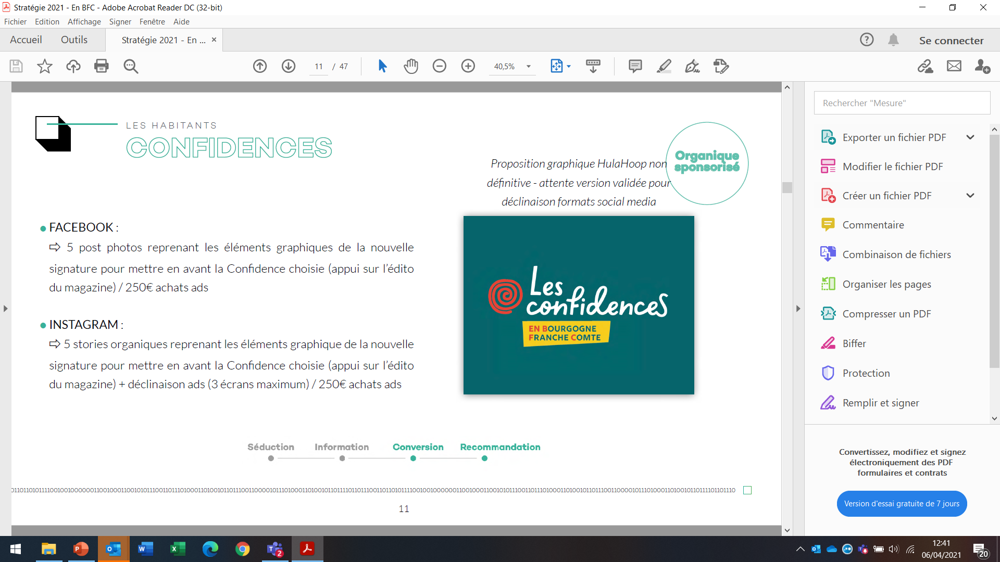 Stratégie 2021 - En BFC - Adobe Acrobat Reader DC (32-bit)
Fichier Edition Affichage Signer Fenêtre Aide
Accueil Outils Stratégie 2021 - En ... × Se connecter
11 / 47 40,5%
LES HABITANTS
CONFIDENCES
Organique
sponsorisé
Proposition graphique HulaHoop non
définitive - attente version validée pour
déclinaison formats social media
FACEBOOK :
⇨ 5 post photos reprenant les éléments graphiques de la nouvelle
signature pour mettre en avant la Confidence choisie (appui sur l'édito
du magazine) / 250€ achats ads
INSTAGRAM :
⇨ 5 stories organiques reprenant les éléments graphique de la nouvelle
signature pour mettre en avant la Confidence choisie (appui sur l'édito
du magazine) + déclinaison ads (3 écrans maximum) / 250€ achats ads
Les
confidences
EN BOURGOGNE
FRANCHE COMTE
Séduction Information Conversion Recommandation
11
Rechercher "Mesure"
Exporter un fichier PDF
Modifier le fichier PDF
Créer un fichier PDF
Commentaire
Combinaison de fichiers
Organiser les pages
Compresser un PDF
Biffer
Protection
Remplir et signer
Convertissez, modifiez et signez
électroniquement des PDF
formulaires et contrats
Version d'essai gratuite de 7 jours
2
12:41
06/04/2021
20